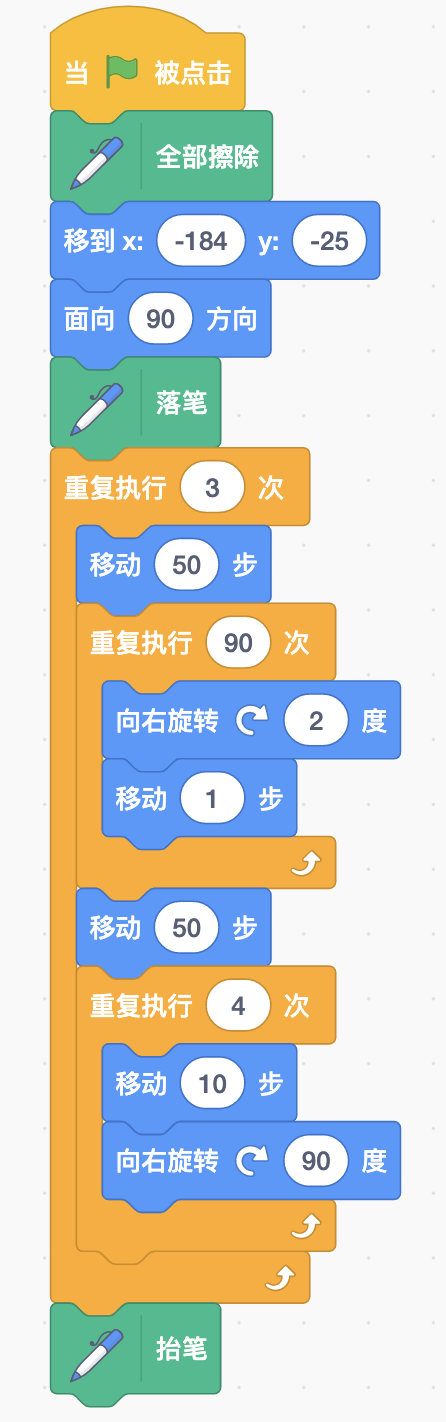 当 被点击
全部擦除
移到 x: -184 y: -25
面向 90 方向
落笔
重复执行 3 次
移动 50 步
重复执行 90 次
向右旋转 2 度
移动 1 步
移动 50 步
重复执行 4 次
移动 10 步
向右旋转 90 度
抬笔